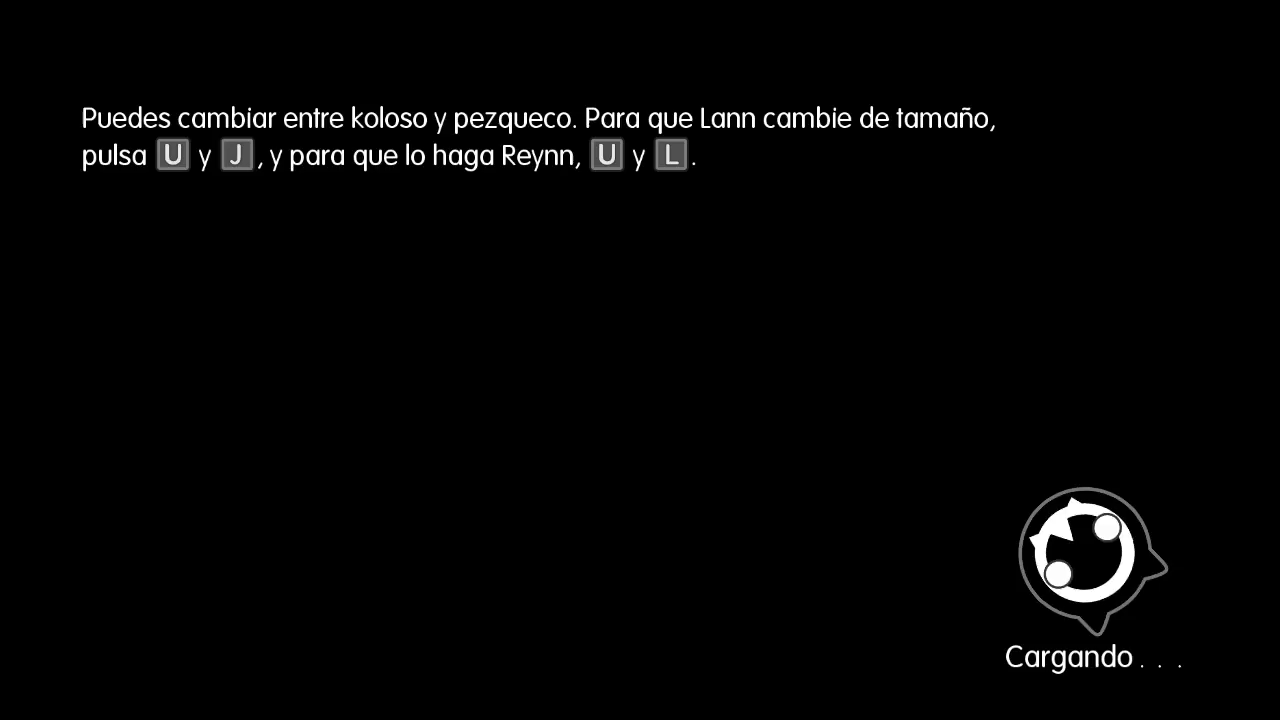 Puedes cambiar entre koloso y pezqueco. Para que Lann cambie de tamaño,
pulsa U y J, y para que lo haga Reynn, U y L.
Cargando . . .